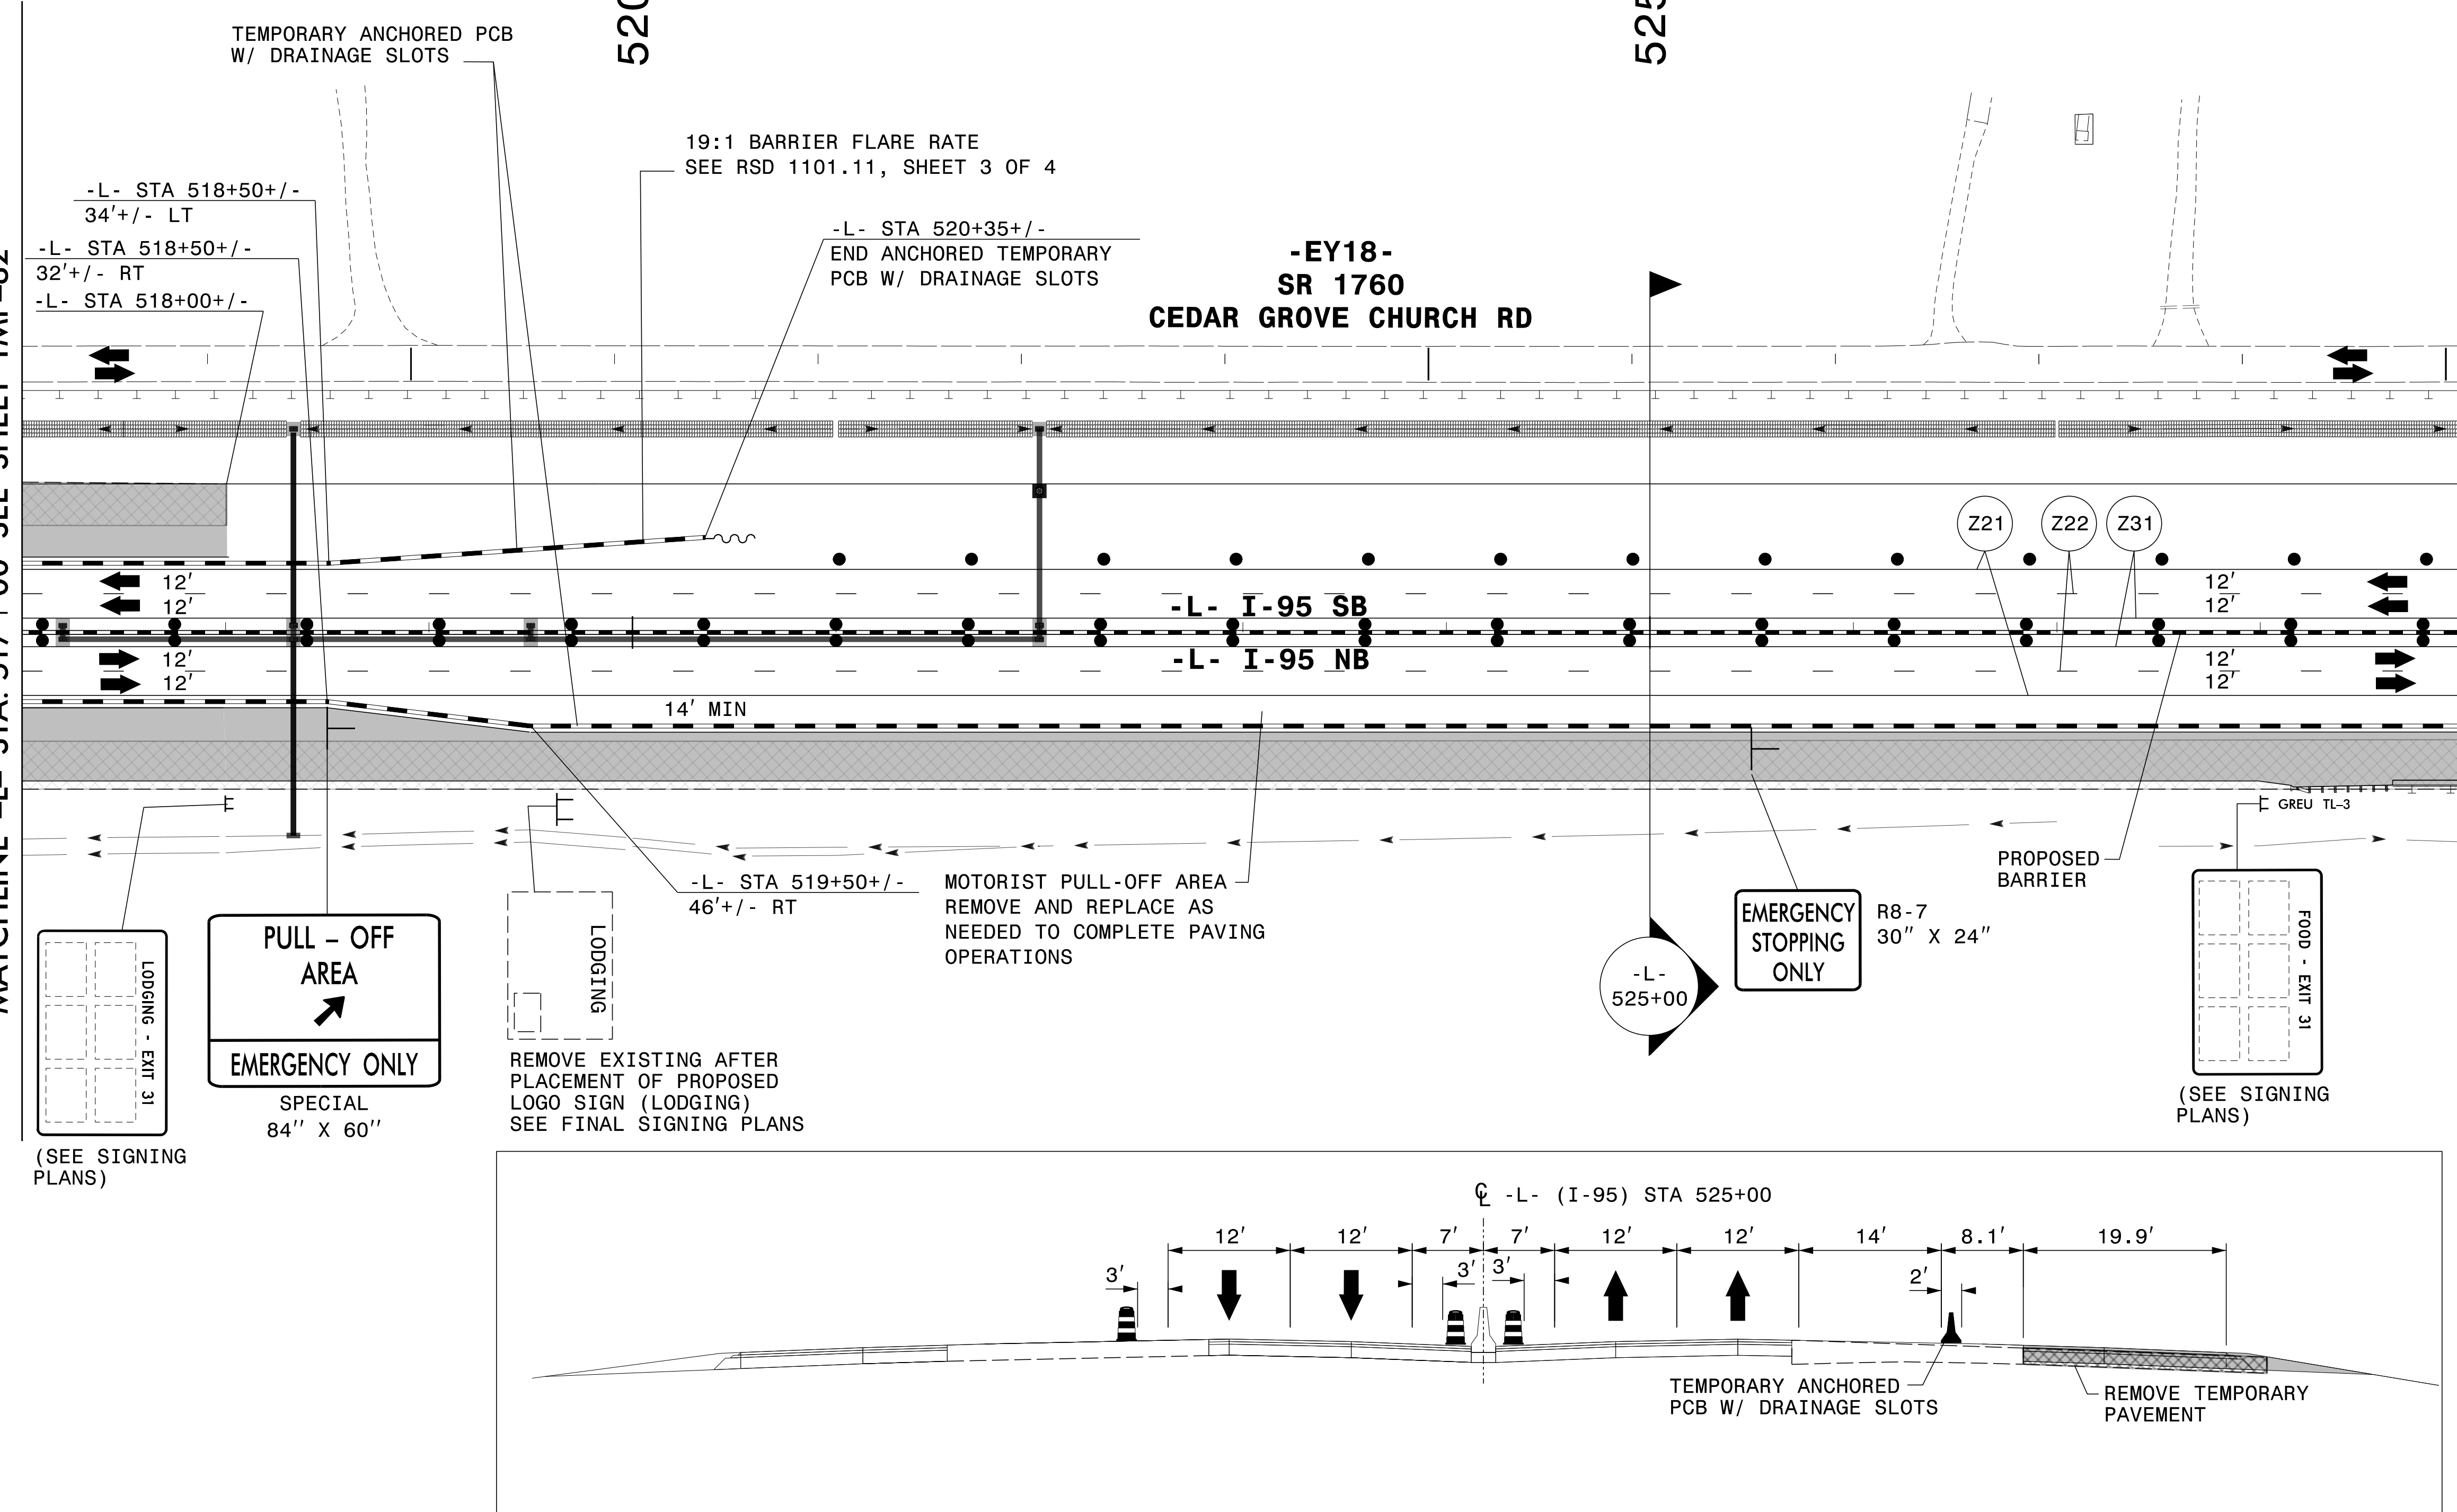 520
525
TEMPORARY ANCHORED PCB
W/ DRAINAGE SLOTS
19:1 BARRIER FLARE RATE
SEE RSD 1101.11, SHEET 3 OF 4
-L- STA 518+50+/-
34'+/- LT
-L- STA 518+50+/-
32'+/- RT
-L- STA 518+00+/-
-L- STA 520+35+/-
END ANCHORED TEMPORARY
PCB W/ DRAINAGE SLOTS
-EY18-
SR 1760
CEDAR GROVE CHURCH RD
Z21
Z22
Z31
12'
12'
12'
12'
-L- I-95 SB
-L- I-95 NB
12'
12'
12'
12'
14' MIN
GREU TL-3
-L- STA 519+50+/-
46'+/- RT
MOTORIST PULL-OFF AREA
REMOVE AND REPLACE AS
NEEDED TO COMPLETE PAVING
OPERATIONS
PROPOSED
BARRIER
EMERGENCY
STOPPING
ONLY
R8-7
30" X 24"
-L-
525+00
LODGING - EXIT 31
(SEE SIGNING
PLANS)
PULL - OFF
AREA
EMERGENCY ONLY
SPECIAL
84" X 60"
LODGING
REMOVE EXISTING AFTER
PLACEMENT OF PROPOSED
LOGO SIGN (LODGING)
SEE FINAL SIGNING PLANS
FOOD - EXIT 31
(SEE SIGNING
PLANS)
℄ -L- (I-95) STA 525+00
12' 12' 7' 7' 12' 12' 14' 8.1' 19.9'
3' 3' 3' 2'
TEMPORARY ANCHORED
PCB W/ DRAINAGE SLOTS
REMOVE TEMPORARY
PAVEMENT